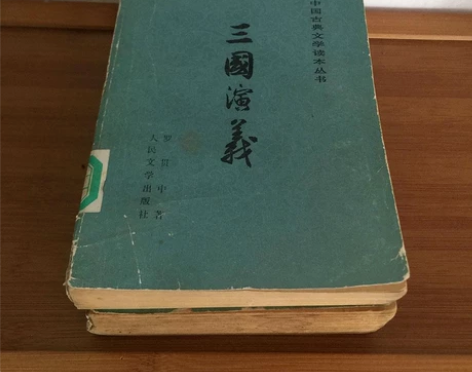 中国古典文学读本丛书
三國演義
罗贯中著
人民文学出版社